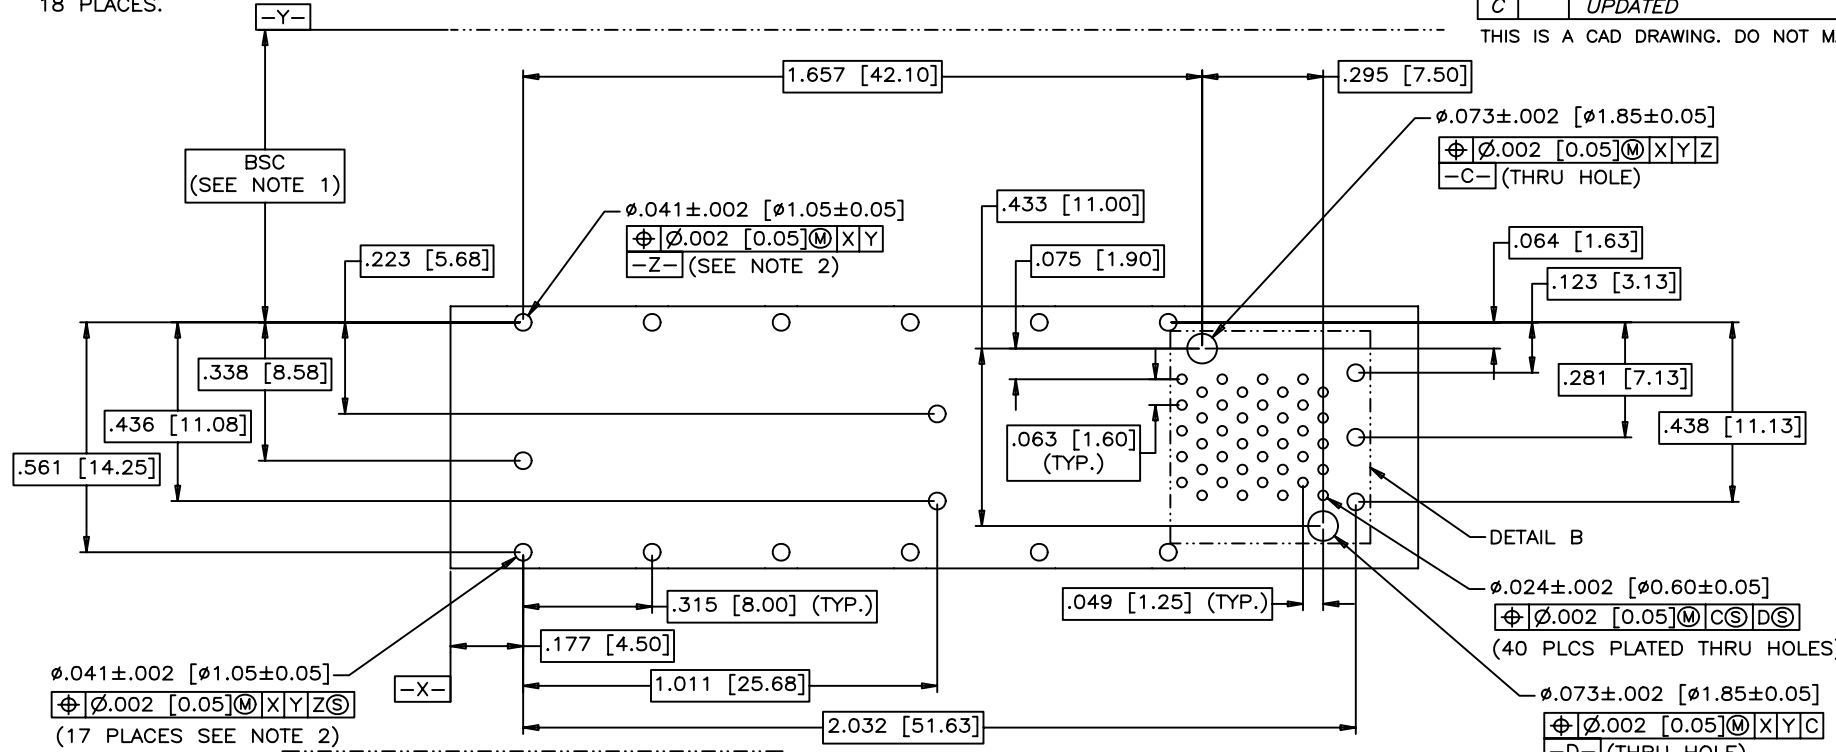 18 PLACES.
-Y-
C UPDATED
THIS IS A CAD DRAWING. DO NOT
1.657 [42.10]
.295 [7.50]
ø.073±.002 [ø1.85±0.05]
⌖ Ø.002 [0.05]Ⓜ X Y Z
-C- (THRU HOLE)
BSC
(SEE NOTE 1)
ø.041±.002 [ø1.05±0.05]
⌖ Ø.002 [0.05]Ⓜ X Y
-Z- (SEE NOTE 2)
.433 [11.00]
.064 [1.63]
.223 [5.68]
.075 [1.90]
.123 [3.13]
.338 [8.58]
.281 [7.13]
.436 [11.08]
.438 [11.13]
.063 [1.60]
(TYP.)
.561 [14.25]
DETAIL B
.315 [8.00] (TYP.)
.049 [1.25] (TYP.)
ø.024±.002 [ø0.60±0.05]
⌖ Ø.002 [0.05]Ⓜ CⓈ DⓈ
(40 PLCS PLATED THRU HOLES)
.177 [4.50]
ø.041±.002 [ø1.05±0.05]
⌖ Ø.002 [0.05]Ⓜ X Y ZⓈ
(17 PLACES SEE NOTE 2)
-X-
1.011 [25.68]
2.032 [51.63]
ø.073±.002 [ø1.85±0.05]
⌖ Ø.002 [0.05]Ⓜ X Y C
-D- (THRU HOLE)